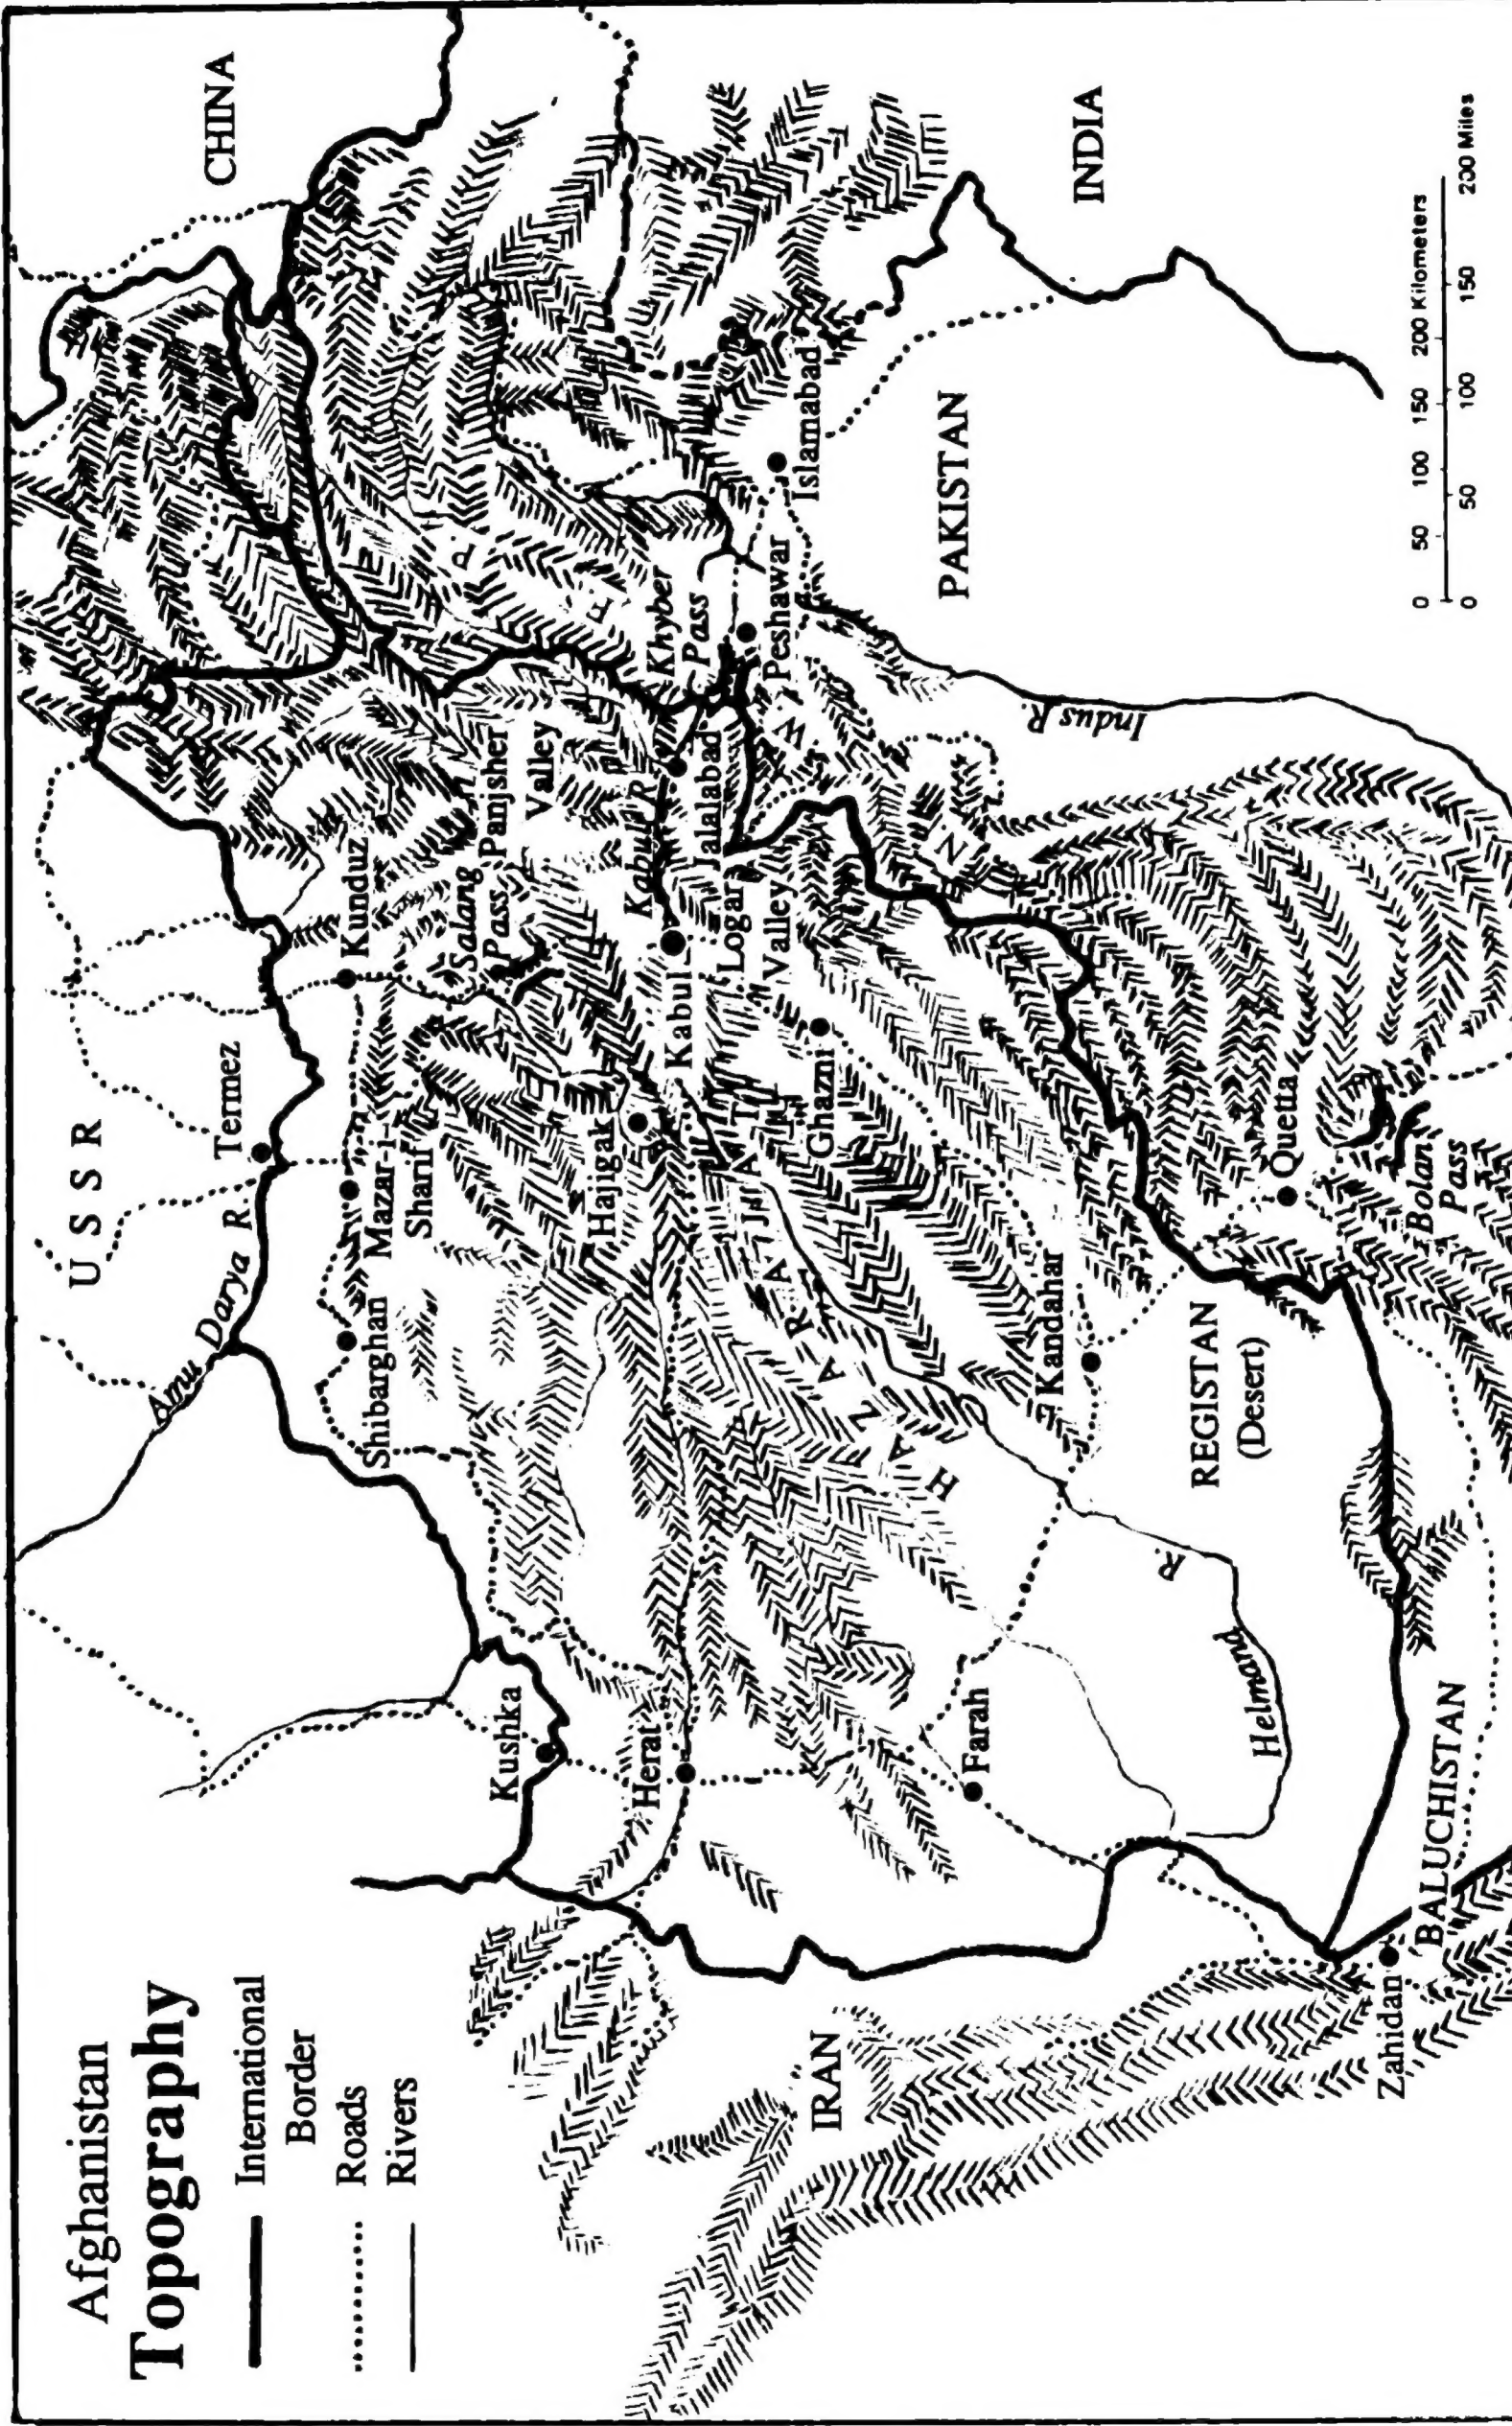 Afghanistan
Topography
International
Border
Roads
Rivers
USSR
CHINA
Amu Darya R.
Termez
Kunduz
Shibarghan
Mazar-i-
Sharif
Salang
Pass
Panjsher
Valley
Kushka
Herat
Hajigak
Kabul
Kabul R.
Jalalabad
Khyber
Pass
Peshawar
Islamabad
Logar
Valley
Ghazni
HAZARAJAT
IRAN
Farah
Kandahar
PAKISTAN
INDIA
Indus R.
Helmand
R.
REGISTAN
(Desert)
Quetta
Bolan
Pass
Zahidan
BALUCHISTAN
0 50 100 150 200 Kilometers
0 50 100 150 200 Miles